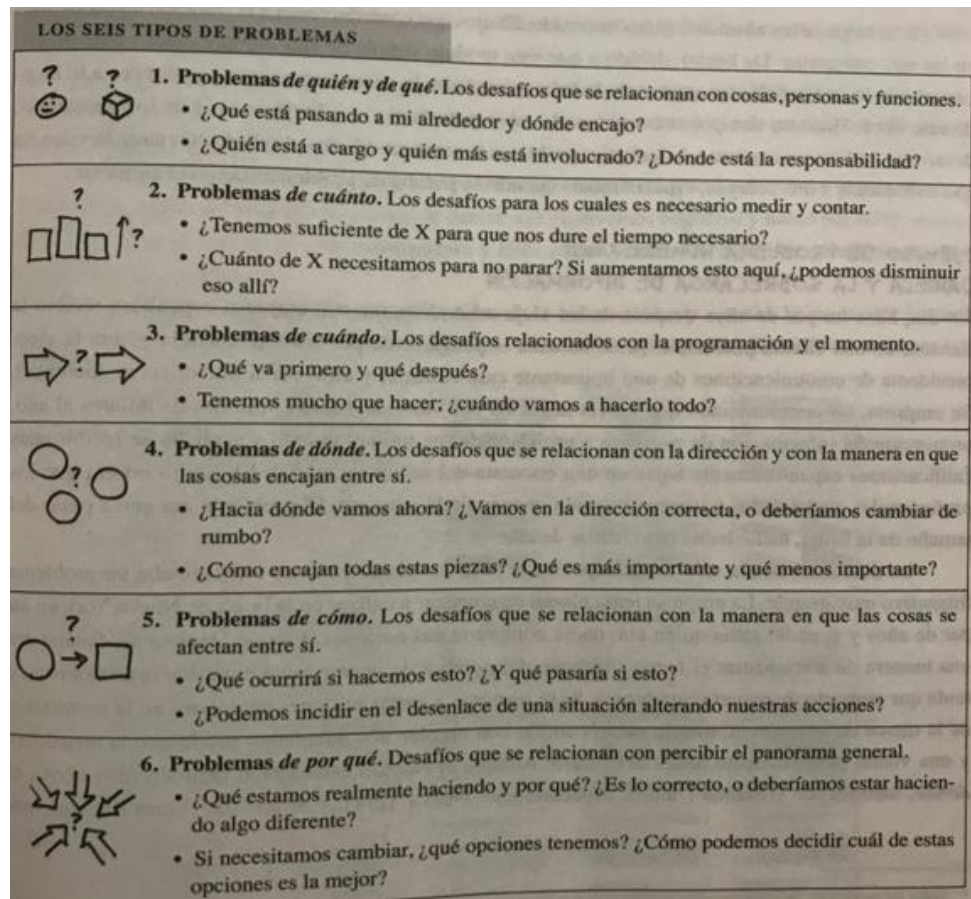 LOS SEIS TIPOS DE PROBLEMAS
? ?
1. Problemas de quién y de qué. Los desafíos que se relacionan con cosas, personas y funciones.
• ¿Qué está pasando a mi alrededor y dónde encajo?
• ¿Quién está a cargo y quién más está involucrado? ¿Dónde está la responsabilidad?
? ?
2. Problemas de cuánto. Los desafíos para los cuales es necesario medir y contar.
• ¿Tenemos suficiente de X para que nos dure el tiempo necesario?
• ¿Cuánto de X necesitamos para no parar? Si aumentamos esto aquí, ¿podemos disminuir
eso allí?
?
3. Problemas de cuándo. Los desafíos relacionados con la programación y el momento.
• ¿Qué va primero y qué después?
• Tenemos mucho que hacer; ¿cuándo vamos a hacerlo todo?
?
4. Problemas de dónde. Los desafíos que se relacionan con la dirección y con la manera en que
las cosas encajan entre sí.
• ¿Hacia dónde vamos ahora? ¿Vamos en la dirección correcta, o deberíamos cambiar de
rumbo?
• ¿Cómo encajan todas estas piezas? ¿Qué es más importante y qué menos importante?
?
5. Problemas de cómo. Los desafíos que se relacionan con la manera en que las cosas se
afectan entre sí.
• ¿Qué ocurrirá si hacemos esto? ¿Y qué pasaría si esto?
• ¿Podemos incidir en el desenlace de una situación alterando nuestras acciones?
?
6. Problemas de por qué. Desafíos que se relacionan con percibir el panorama general.
• ¿Qué estamos realmente haciendo y por qué? ¿Es lo correcto, o deberíamos estar hacien-
do algo diferente?
• Si necesitamos cambiar, ¿qué opciones tenemos? ¿Cómo podemos decidir cuál de estas
opciones es la mejor?